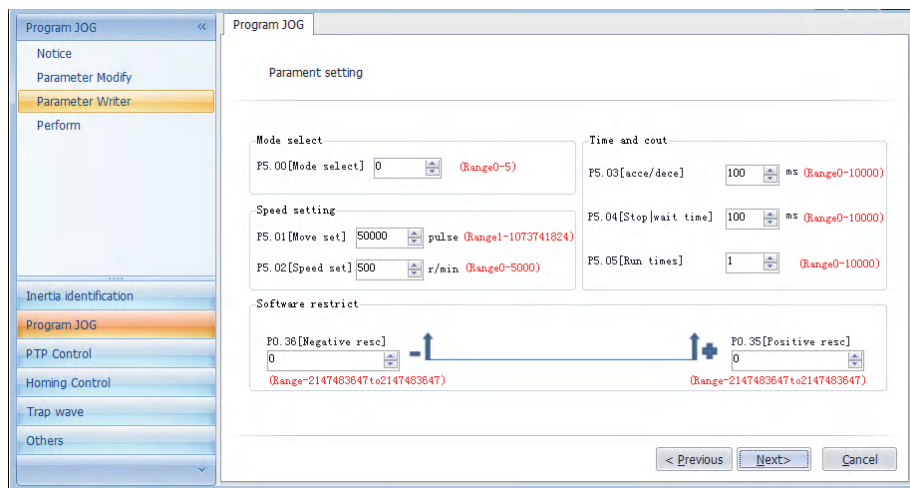 Program JOG
Notice
Parameter Modify
Parameter Writer
Perform
Inertia identification
Program JOG
PTP Control
Homing Control
Trap wave
Others
Program JOG
Parament setting
Mode select
P5.00[Mode select] 0 (Range0-5)
Speed setting
P5.01[Move set] 50000 pulse (Range1-1073741824)
P5.02[Speed set] 500 r/min (Range0-5000)
Time and cout
P5.03[acce/dece] 100 ms (Range0-10000)
P5.04[Stop|wait time] 100 ms (Range0-10000)
P5.05[Run times] 1 (Range0-10000)
Software restrict
P0.36[Negative resc]
0
(Range-2147483647to2147483647)
P0.35[Positive resc]
0
(Range-2147483647to2147483647)
< Previous
Next>
Cancel